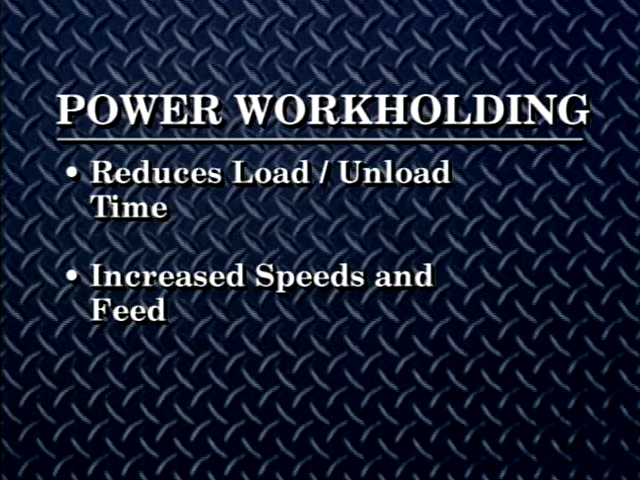 POWER WORKHOLDING
• Reduces Load / Unload
Time
• Increased Speeds and
Feed